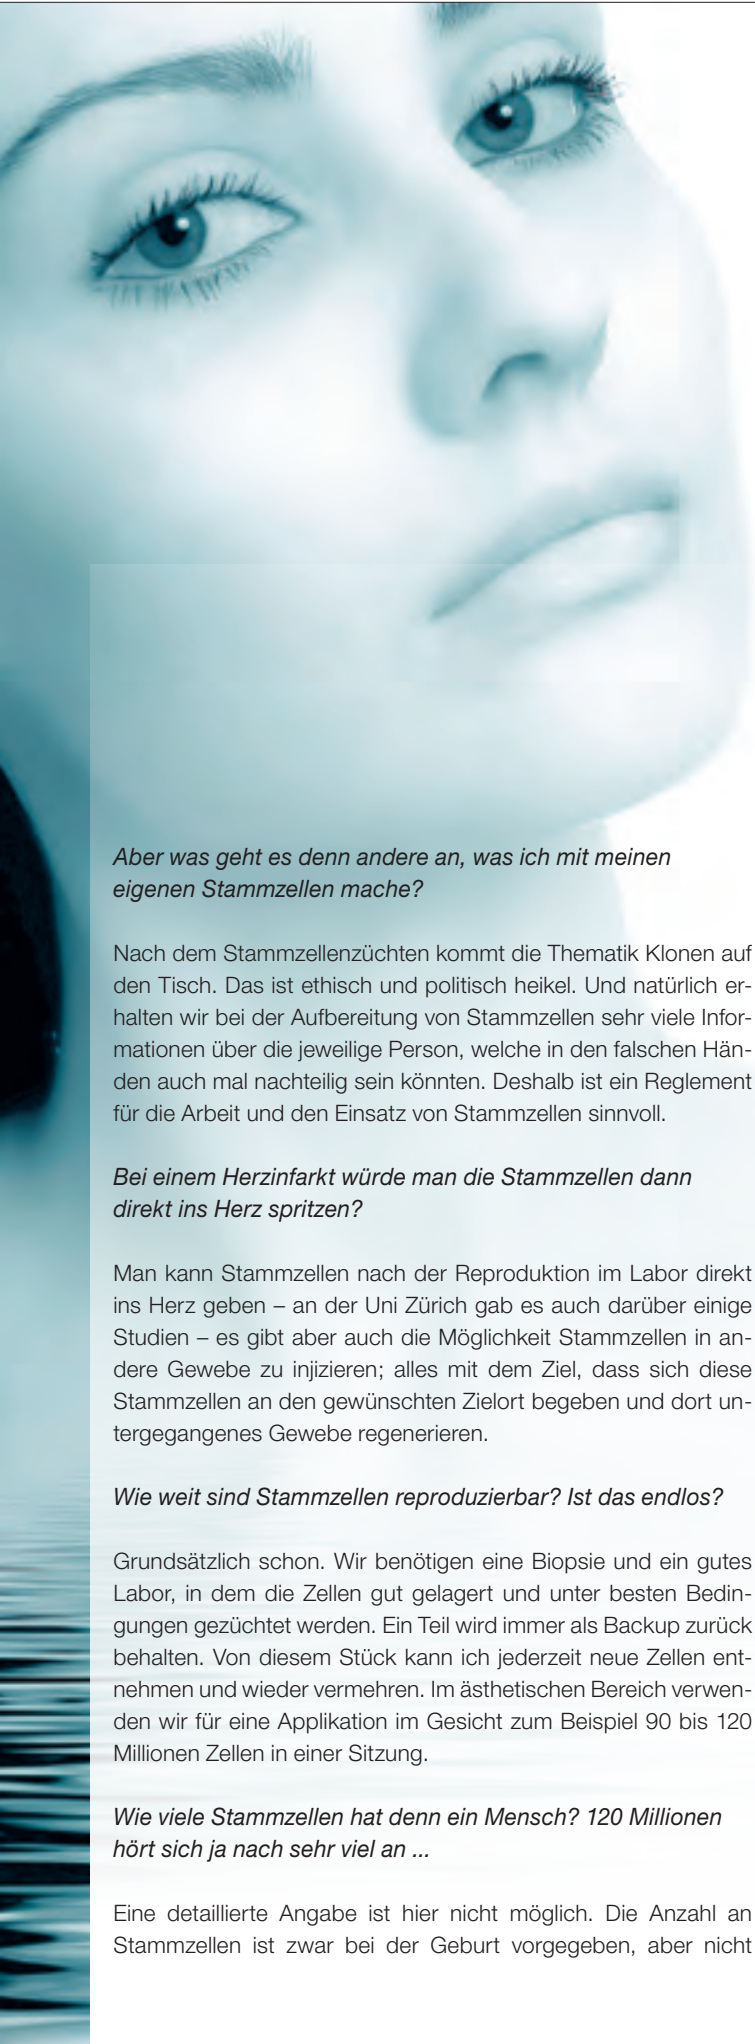 Aber was geht es denn andere an, was ich mit meinen
eigenen Stammzellen mache?
Nach dem Stammzellenzüchten kommt die Thematik Klonen auf
den Tisch. Das ist ethisch und politisch heikel. Und natürlich er-
halten wir bei der Aufbereitung von Stammzellen sehr viele Infor-
mationen über die jeweilige Person, welche in den falschen Hän-
den auch mal nachteilig sein könnten. Deshalb ist ein Reglement
für die Arbeit und den Einsatz von Stammzellen sinnvoll.
Bei einem Herzinfarkt würde man die Stammzellen dann
direkt ins Herz spritzen?
Man kann Stammzellen nach der Reproduktion im Labor direkt
ins Herz geben – an der Uni Zürich gab es auch darüber einige
Studien – es gibt aber auch die Möglichkeit Stammzellen in an-
dere Gewebe zu injizieren; alles mit dem Ziel, dass sich diese
Stammzellen an den gewünschten Zielort begeben und dort un-
tergegangenes Gewebe regenerieren.
Wie weit sind Stammzellen reproduzierbar? Ist das endlos?
Grundsätzlich schon. Wir benötigen eine Biopsie und ein gutes
Labor, in dem die Zellen gut gelagert und unter besten Bedin-
gungen gezüchtet werden. Ein Teil wird immer als Backup zurück
behalten. Von diesem Stück kann ich jederzeit neue Zellen ent-
nehmen und wieder vermehren. Im ästhetischen Bereich verwen-
den wir für eine Applikation im Gesicht zum Beispiel 90 bis 120
Millionen Zellen in einer Sitzung.
Wie viele Stammzellen hat denn ein Mensch? 120 Millionen
hört sich ja nach sehr viel an ...
Eine detaillierte Angabe ist hier nicht möglich. Die Anzahl an
Stammzellen ist zwar bei der Geburt vorgegeben, aber nicht